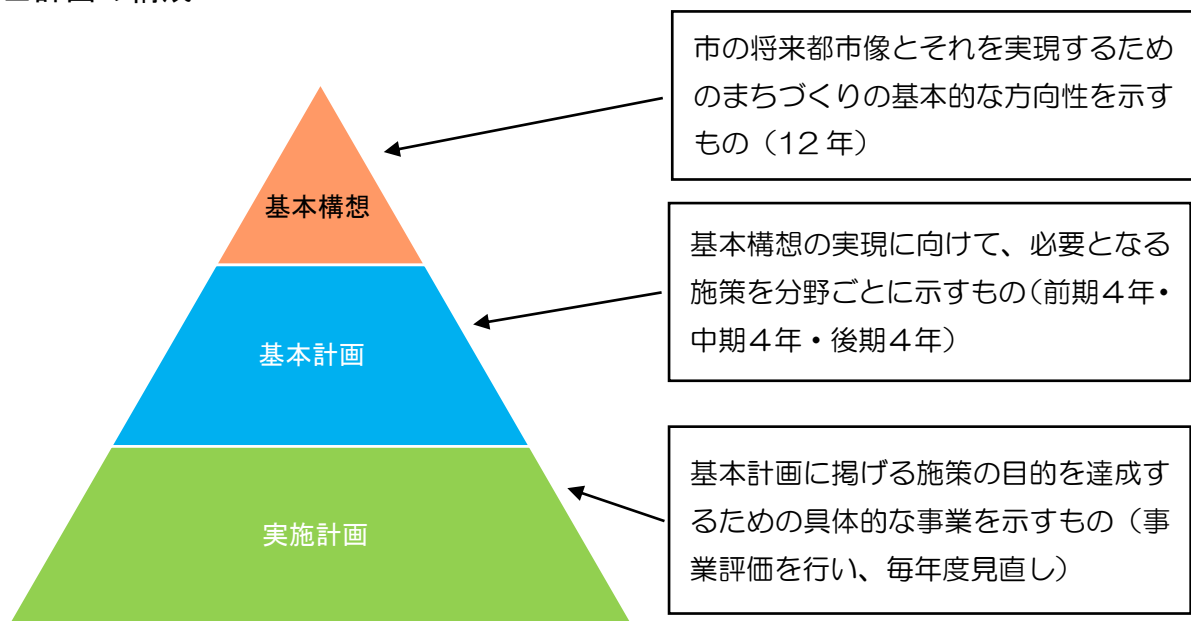 計画の構成
市の将来都市像とそれを実現するため
のまちづくりの基本的な方向性を示す
もの（12年）
基本構想
基本構想の実現に向けて、必要となる
施策を分野ごとに示すもの（前期４年・
中期４年・後期４年）
基本計画
基本計画に掲げる施策の目的を達成す
るための具体的な事業を示すもの（事
業評価を行い、毎年度見直し）
実施計画